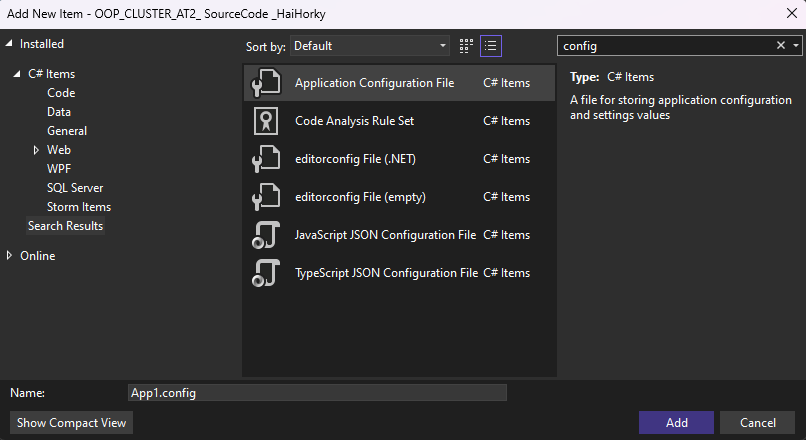 Add New Item - OOP_CLUSTER_AT2_ SourceCode _HaiHorky
Installed
C# Items
Code
Data
General
Web
WPF
SQL Server
Storm Items
Search Results
Online
Sort by: Default
Application Configuration File C# Items
Code Analysis Rule Set C# Items
editorconfig File (.NET) C# Items
editorconfig File (empty) C# Items
JavaScript JSON Configuration File C# Items
TypeScript JSON Configuration File C# Items
config
Type: C# Items
A file for storing application configuration
and settings values
Name: App1.config
Show Compact View
Add
Cancel